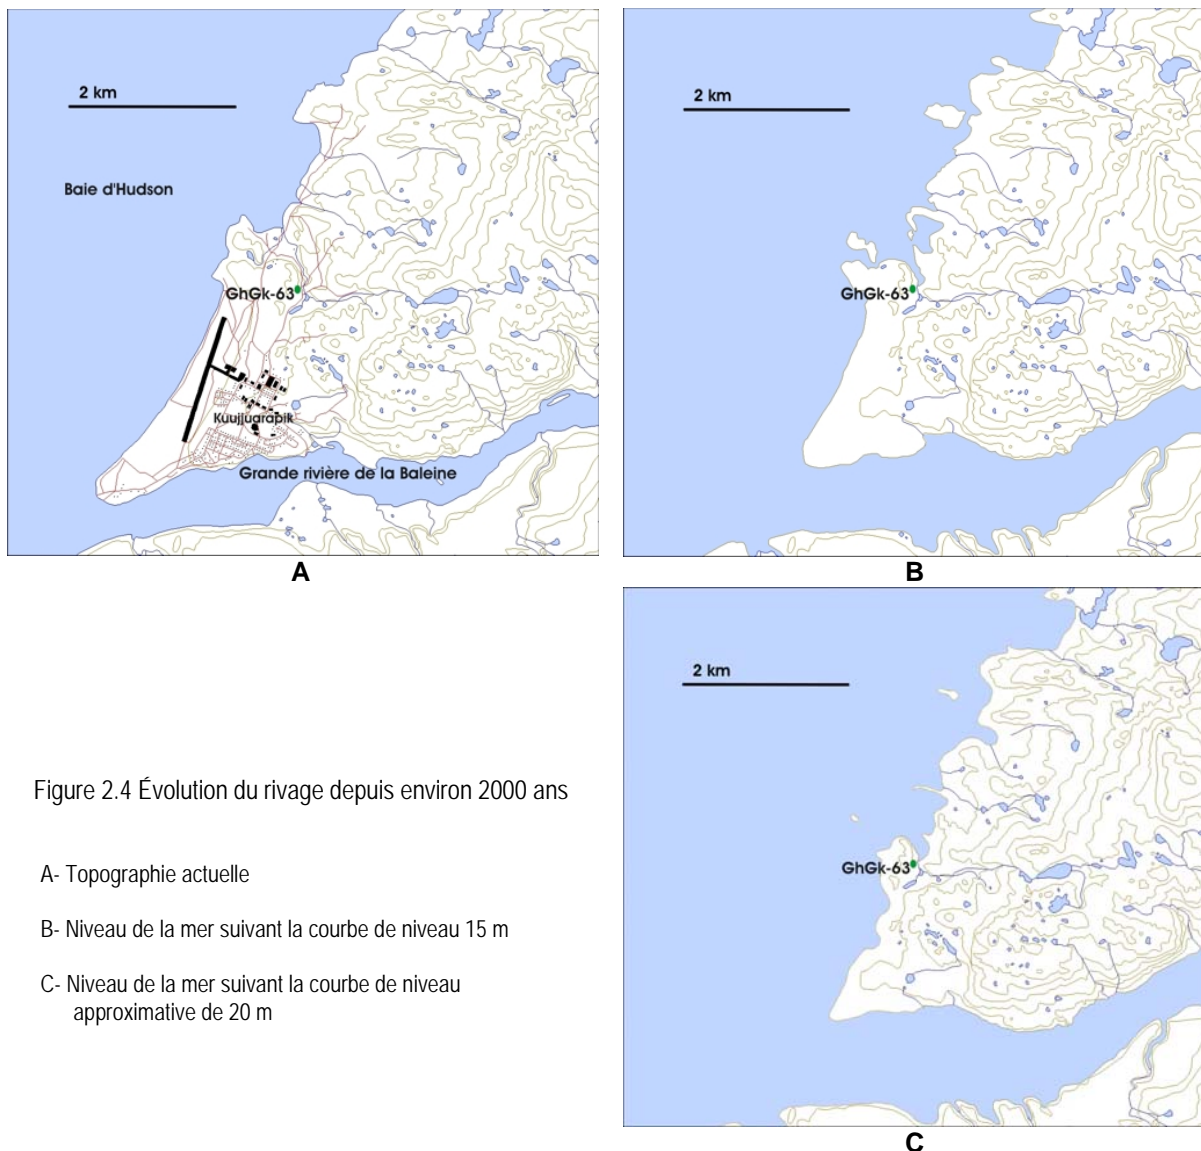 2 km
Baie d'Hudson
GhGk-63
Kuujjuarapik
Grande rivière de la Baleine
A
2 km
GhGk-63
B
2 km
GhGk-63
C
Figure 2.4 Évolution du rivage depuis environ 2000 ans
A- Topographie actuelle
B- Niveau de la mer suivant la courbe de niveau 15 m
C- Niveau de la mer suivant la courbe de niveau
approximative de 20 m